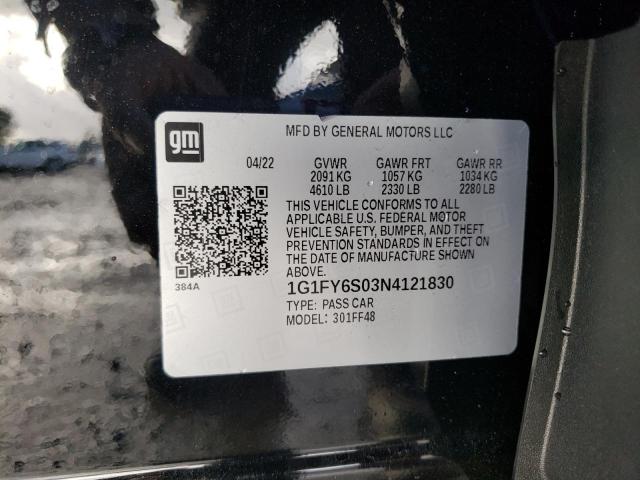 gm
MFD BY GENERAL MOTORS LLC
04/22 GVWR GAWR FRT GAWR RR
2091 KG 1057 KG 1034 KG
4610 LB 2330 LB 2280 LB
THIS VEHICLE CONFORMS TO ALL
APPLICABLE U.S. FEDERAL MOTOR
VEHICLE SAFETY, BUMPER, AND THEFT
PREVENTION STANDARDS IN EFFECT ON
THE DATE OF MANUFACTURE SHOWN
ABOVE.
384A
1G1FY6S03N4121830
TYPE: PASS CAR
MODEL: 301FF48